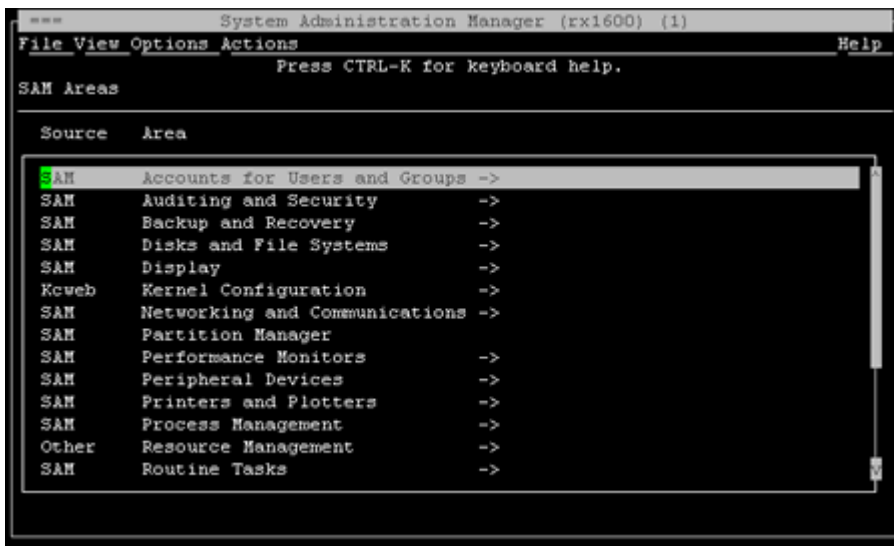 === System Administration Manager (rx1600) (1)
File View Options Actions Help
Press CTRL-K for keyboard help.
SAM Areas
Source Area
SAM Accounts for Users and Groups ->
SAM Auditing and Security ->
SAM Backup and Recovery ->
SAM Disks and File Systems ->
SAM Display ->
Kcweb Kernel Configuration ->
SAM Networking and Communications ->
SAM Partition Manager
SAM Performance Monitors ->
SAM Peripheral Devices ->
SAM Printers and Plotters ->
SAM Process Management ->
Other Resource Management ->
SAM Routine Tasks ->